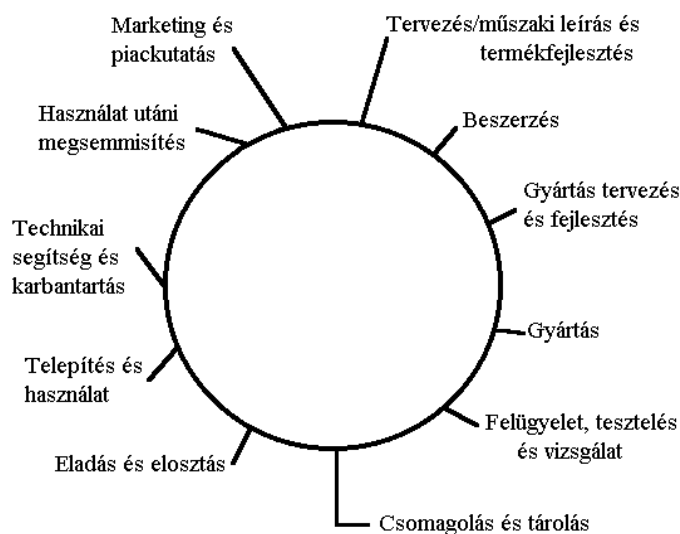 Marketing és
piackutatás
Tervezés/műszaki leírás és
termékfejlesztés
Beszerzés
Gyártás tervezés
és fejlesztés
Gyártás
Felügyelet, tesztelés
és vizsgálat
Csomagolás és tárolás
Eladás és elosztás
Telepítés és
használat
Technikai
segítség és
karbantartás
Használat utáni
megsemmisítés